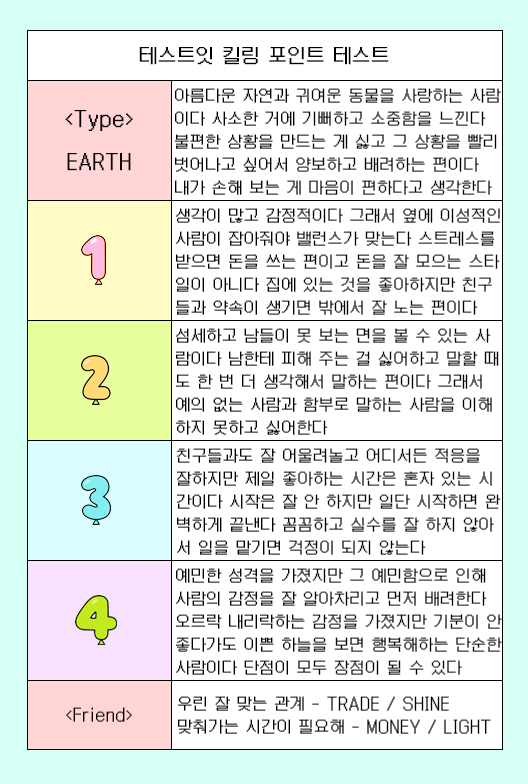 테스트잇 킬링 포인트 테스트
<Type>
EARTH
아름다운 자연과 귀여운 동물을 사랑하는 사람
이다 사소한 거에 기뻐하고 소중함을 느낀다
불편한 상황을 만드는 게 싫고 그 상황을 빨리
벗어나고 싶어서 양보하고 배려하는 편이다
내가 손해 보는 게 마음이 편하다고 생각한다
1
생각이 많고 감정적이다 그래서 옆에 이성적인
사람이 잡아줘야 밸런스가 맞는다 스트레스를
받으면 돈을 쓰는 편이고 돈을 잘 모으는 스타
일이 아니다 집에 있는 것을 좋아하지만 친구
들과 약속이 생기면 밖에서 잘 노는 편이다
2
섬세하고 남들이 못 보는 면을 볼 수 있는 사
람이다 남한테 피해 주는 걸 싫어하고 말할 때
도 한 번 더 생각해서 말하는 편이다 그래서
예의 없는 사람과 함부로 말하는 사람을 이해
하지 못하고 싫어한다
3
친구들과도 잘 어물려놀고 어디서든 적응을
잘하지만 제일 좋아하는 시간은 혼자 있는 시
간이다 시작은 잘 안 하지만 일단 시작하면 완
벽하게 끝낸다 꼼꼼하고 실수를 잘 하지 않아
서 일을 맡기면 걱정이 되지 않는다
4
예민한 성격을 가졌지만 그 예민함으로 인해
사람의 감정을 잘 알아차리고 먼저 배려한다
오르락 내리락하는 감정을 가졌지만 기분이 안
좋다가도 이쁜 하늘을 보면 행복해하는 단순한
사람이다 단점이 모두 장점이 될 수 있다
<Friend>
우린 잘 맞는 관계 - TRADE / SHINE
맞춰가는 시간이 필요해 - MONEY / LIGHT